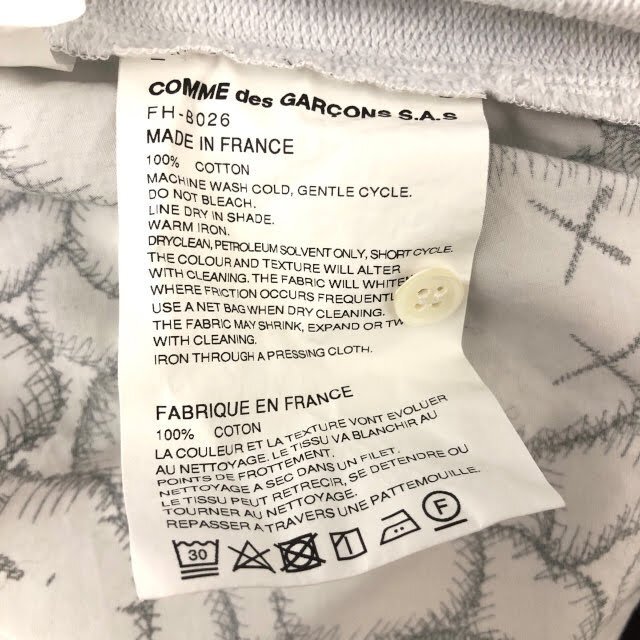 COMME des GARÇONS S.A.S
FH-B026
MADE IN FRANCE
100% COTTON
MACHINE WASH COLD, GENTLE CYCLE.
DO NOT BLEACH.
LINE DRY IN SHADE.
WARM IRON.
DRYCLEAN, PETROLEUM SOLVENT ONLY, SHORT CYCLE.
THE COLOUR AND TEXTURE WILL ALTER
WITH CLEANING. THE FABRIC WILL
WHERE FRICTION OCCURS
USE A NET BAG WHEN DRY CLEANING.
THE FABRIC MAY SHRINK, EXPAND OR
WITH CLEANING.
IRON THROUGH A PRESSING CLOTH.
FABRIQUE EN FRANCE
100% COTON
LA COULEUR ET LA TEXTURE VONT EVOLUER
AU NETTOYAGE. LE TISSU VA BLANCHIR AU
POINTS DE FROTTEMENT.
NETTOYAGE A SEC DANS UN FILET.
LE TISSU PEUT RETRECIR, SE DETENDRE OU
TOURNER AU NETTOYAGE.
REPASSER A TRAVERS UNE PATTEMOUILLE.
30 F